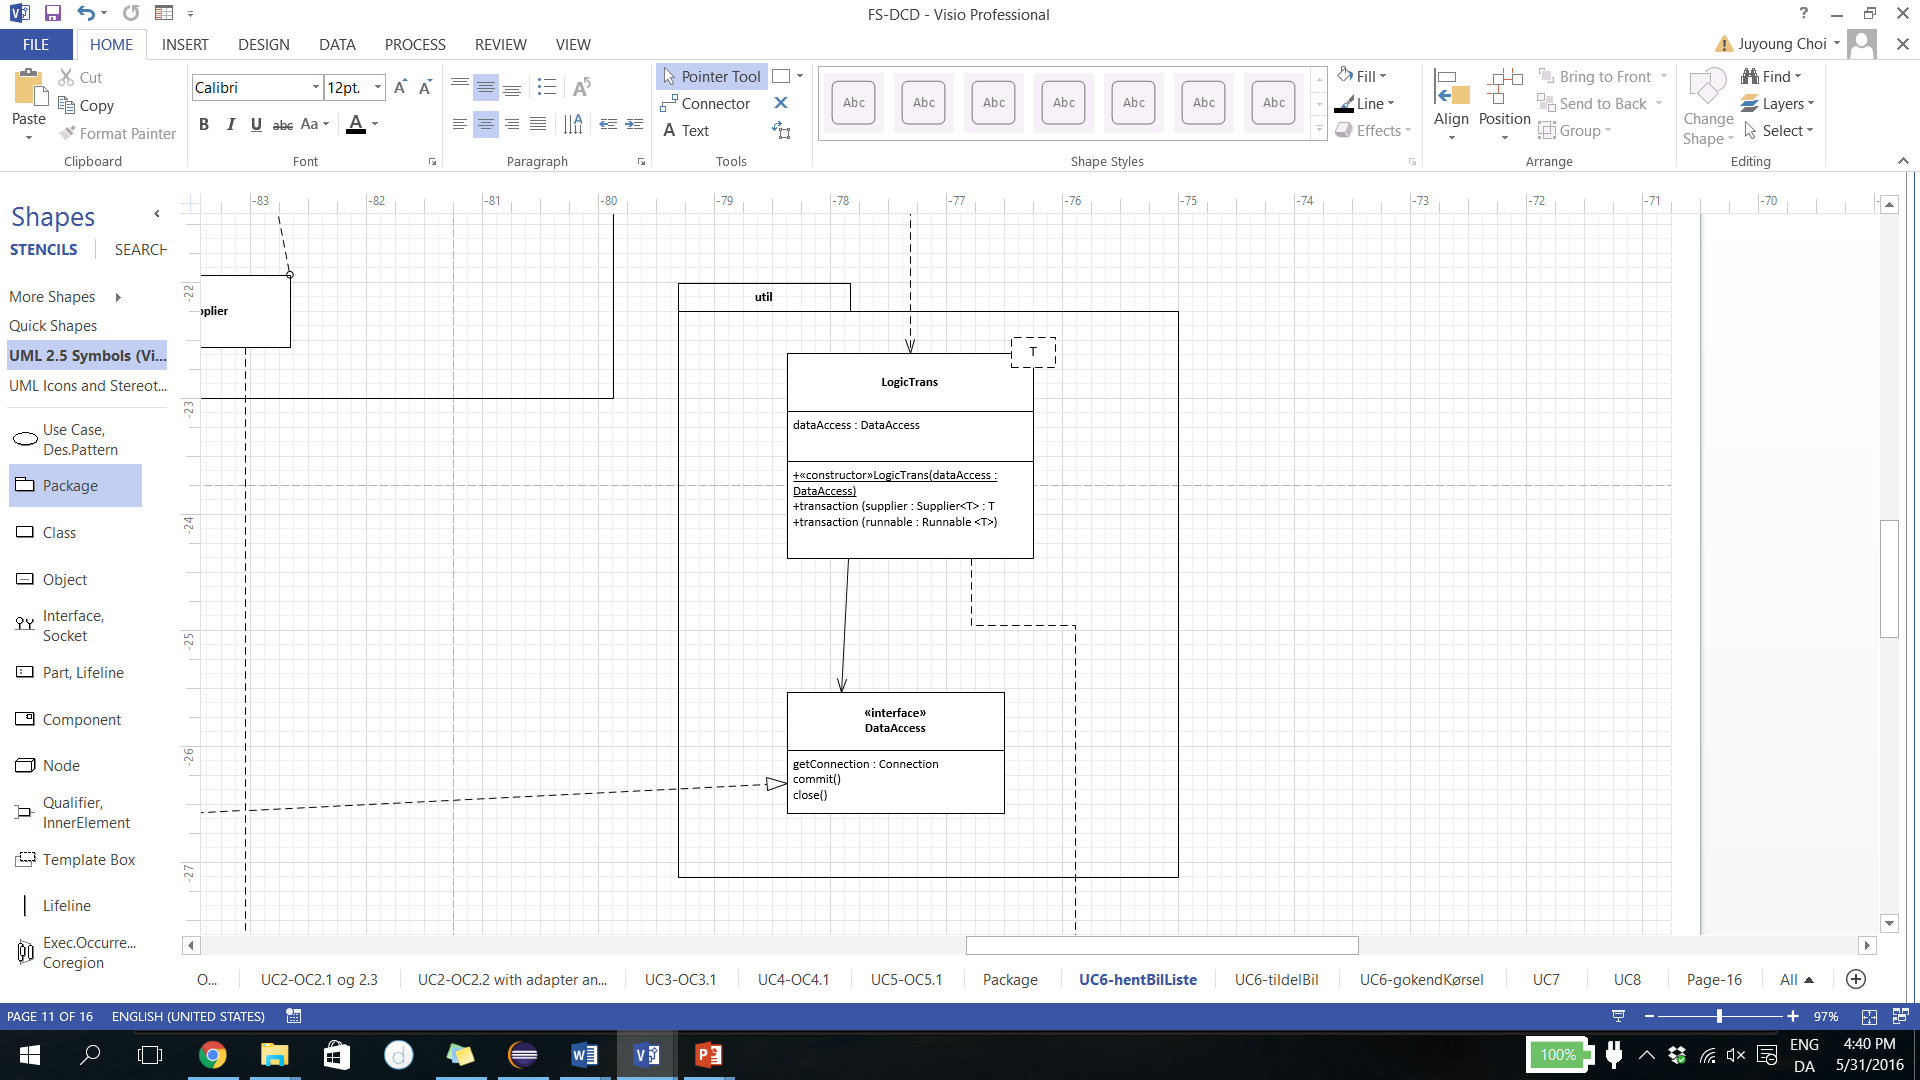 FS-DCD - Visio Professional
?
FILE HOME INSERT DESIGN DATA PROCESS REVIEW VIEW
Juyoung Choi
Paste
Cut
Copy
Format Painter
Clipboard
Calibri 12pt.
B I U abc Aa A
Font
Paragraph
Pointer Tool
Connector
A Text
Tools
Abc Abc Abc Abc Abc Abc Abc
Shape Styles
Fill
Line
Effects
Align
Position
Bring to Front
Send to Back
Group
Arrange
Change
Shape
Find
Layers
Select
Editing
Shapes
STENCILS SEARCH
More Shapes
Quick Shapes
UML 2.5 Symbols (Vi...
UML Icons and Stereot...
Use Case,
Des.Pattern
Package
Class
Object
Interface,
Socket
Part, Lifeline
Component
Node
Qualifier,
InnerElement
Template Box
Lifeline
Exec.Occurre...
Coregion
-83 -82 -81 -80 -79 -78 -77 -76 -75 -74 -73 -72 -71 -70
-22
-23
-24
-25
-26
-27
pplier
util
T
LogicTrans
dataAccess : DataAccess
+«constructor»LogicTrans(dataAccess :
DataAccess)
+transaction (supplier : Supplier<T> : T
+transaction (runnable : Runnable <T>)
«interface»
DataAccess
getConnection : Connection
commit()
close()
O... UC2-OC2.1 og 2.3 UC2-OC2.2 with adapter an... UC3-OC3.1 UC4-OC4.1 UC5-OC5.1 Package UC6-hentBilListe UC6-tildelBil UC6-gokendKørsel UC7 UC8 Page-16 All
PAGE 11 OF 16 ENGLISH (UNITED STATES) 97%
100%
ENG
DA
4:40 PM
5/31/2016